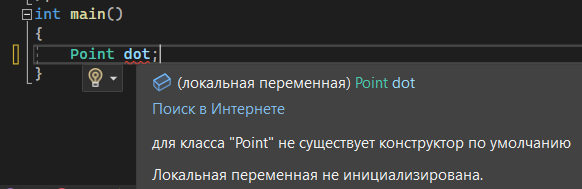 int main()
{
Point dot;
}
(локальная переменная) Point dot
Поиск в Интернете
для класса "Point" не существует конструктор по умолчанию
Локальная переменная не инициализирована.